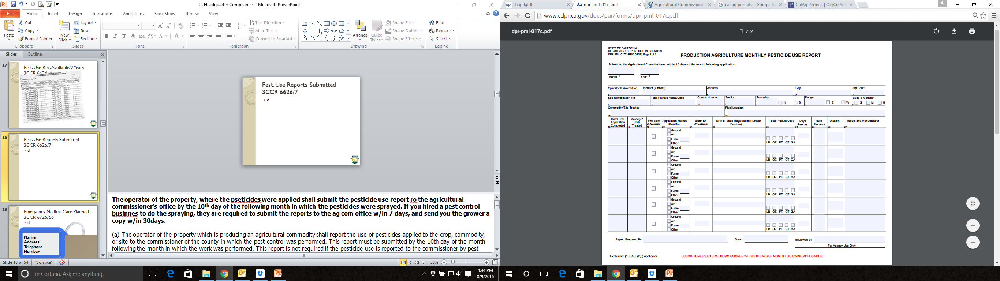 2. Headquarter Compliance - Microsoft PowerPoint
File Home Insert Design Transitions Animations Slide Show Review View
Paste
Cut
Copy
Format Painter
Clipboard
New Slide
Layout
Reset
Section
Slides
B I U S abc AV Aa A
Font
Text Direction
Align Text
Convert to SmartArt
Paragraph
Arrange
Quick Styles
Shape Fill
Shape Outline
Shape Effects
Drawing
Find
Replace
Select
Editing
Slides Outline
17
Pest. Use Rec. Available/2Years
3CCR 6624
18
Pest. Use Reports Submitted
3CCR 6626/7
• d
19
Emergency Medical Care Planned
3CCR 6726/66
• d
Name
Address
Telephone
Number
Pest. Use Reports Submitted
3CCR 6626/7
• d
25
The operator of the property, where the pseticides were applied shall submit the pesticide use report ro the agricultural
commissioner's office by the 10th day of the following month in which the pesticides were sprayed. If you hired a pest control
businnes to do the spraying, they are required to submit the reports to the ag com office w/in 7 days, and send you the grower a
copy w/in 30days.
(a) The operator of the property which is producing an agricultural commodity shall report the use of pesticides applied to the crop, commodity,
or site to the commissioner of the county in which the pest control was performed. This report must be submitted by the 10th day of the month
following the month in which the work was performed. This report is not required if the pesticide use is reported to the commissioner by pest
Slide 18 of 54 "Solstice" 33%
I'm Cortana. Ask me anything.
4:44 PM
8/9/2016
dpr chap9.pdf
dpr dpr-pml-017c.pdf
Agricultural Commissione
cal ag permits - Google Se
CalAg Permits | CaliCo Sol
www.cdpr.ca.gov/docs/pur/forms/dpr-pml-017c.pdf
dpr-pml-017c.pdf 1 / 2
STATE OF CALIFORNIA
DEPARTMENT OF PESTICIDE REGULATION
DPR-PML-017C (REV. 08/15) Page 1 of 2
PRODUCTION AGRICULTURE MONTHLY PESTICIDE USE REPORT
Submit to the Agricultural Commissioner within 10 days of the month following application.
Month 1 Year 2
Operator ID/Permit No. Operator (Grower) Address City Zip Code
3 4 5 6 7
Site Identification No. Total Planted Acres/Units County Number Section Township N S Range E W Base & Meridian S M H
8 9 10 11 12 13 14
Commodity/Site Treated Field Location
15 16
Date/Time Application Completed Acreage/ Units Treated Pre-plant (If Applicable) Application Method (Check One) Block ID (If Applicable) EPA or State Registration Number (From Label) Total Product Used Days Reentry Rate Per Acre Dilution Product and Manufacturer
17 18 19 20 21 22 23 24 25 26 27
Ground
Air
Fume
Other
LB OZ PT QT GA
Ground
Air
Fume
Other
LB OZ PT QT GA
Ground
Air
Fume
Other
LB OZ PT QT GA
Ground
Air
Fume
Other
LB OZ PT QT GA
Ground
Air
Fume
Other
LB OZ PT QT GA
Ground
Air
Fume
Other
LB OZ PT QT GA
Report Prepared By Date Reviewed By
For Agency Use Only
Distribution: (1) CAC; (2,3) Applicator
SUBMIT TO AGRICUTURAL COMMISSIONER WITHIN 10 DAYS OF MONTH FOLLOWING APPLICATION